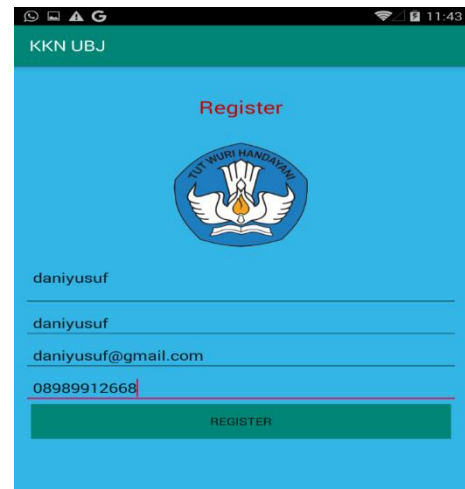 11:43
KKN UBJ
Register
TUT WURI HANDAYANI
daniyusuf
daniyusuf
daniyusuf@gmail.com
08989912668
REGISTER